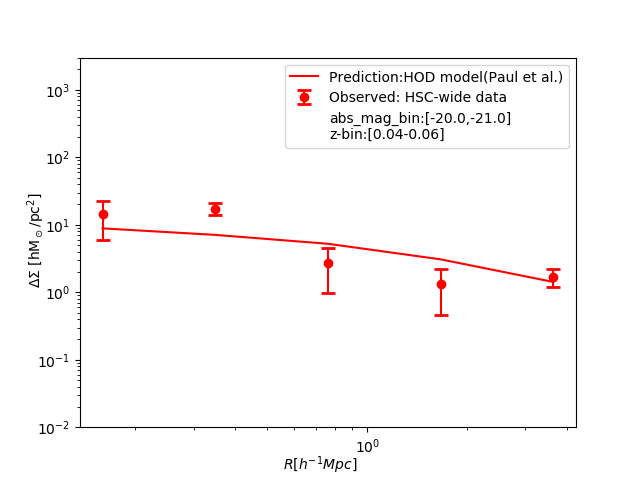 Prediction:HOD model(Paul et al.)
Observed: HSC-wide data
abs_mag_bin:[-20.0,-21.0]
z-bin:[0.04-0.06]
10³
10²
10¹
10⁰
10⁻¹
10⁻²
ΔΣ [hM⊙/pc²]
10⁰
R[h⁻¹Mpc]